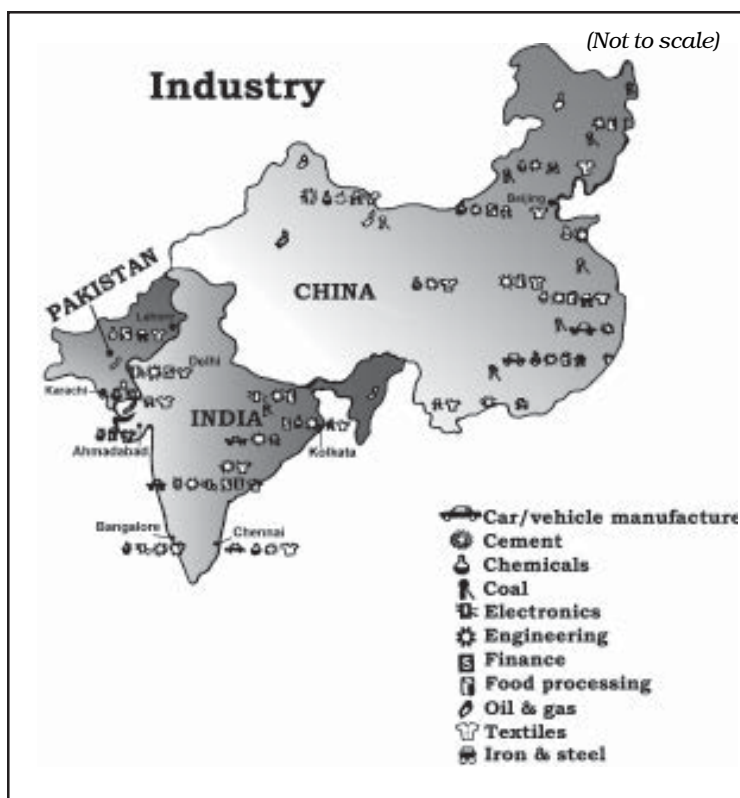 (Not to scale)
Industry
Beijing
PAKISTAN
CHINA
Lahore
Delhi
Karachi
INDIA
Ahmadabad
Kolkata
Bangalore
Chennai
Car/vehicle manufacture
Cement
Chemicals
Coal
Electronics
Engineering
Finance
Food processing
Oil & gas
Textiles
Iron & steel